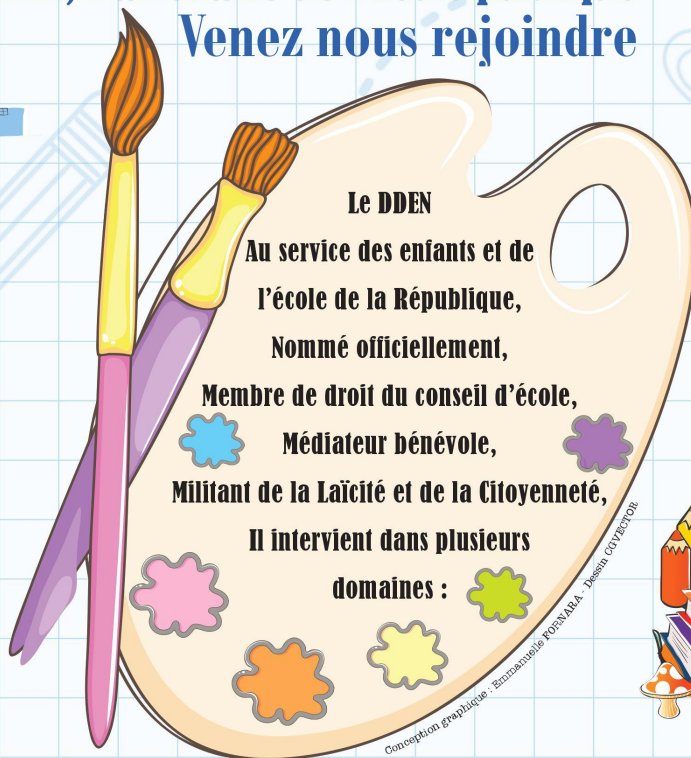 Venez nous rejoindre
Le DDEN
Au service des enfants et de
l'école de la République,
Nommé officiellement,
Membre de droit du conseil d'école,
Médiateur bénévole,
Militant de la Laïcité et de la Citoyenneté,
Il intervient dans plusieurs
domaines :
Conception graphique : Emmanuelle FORNARA - Dessin CGVECTOR